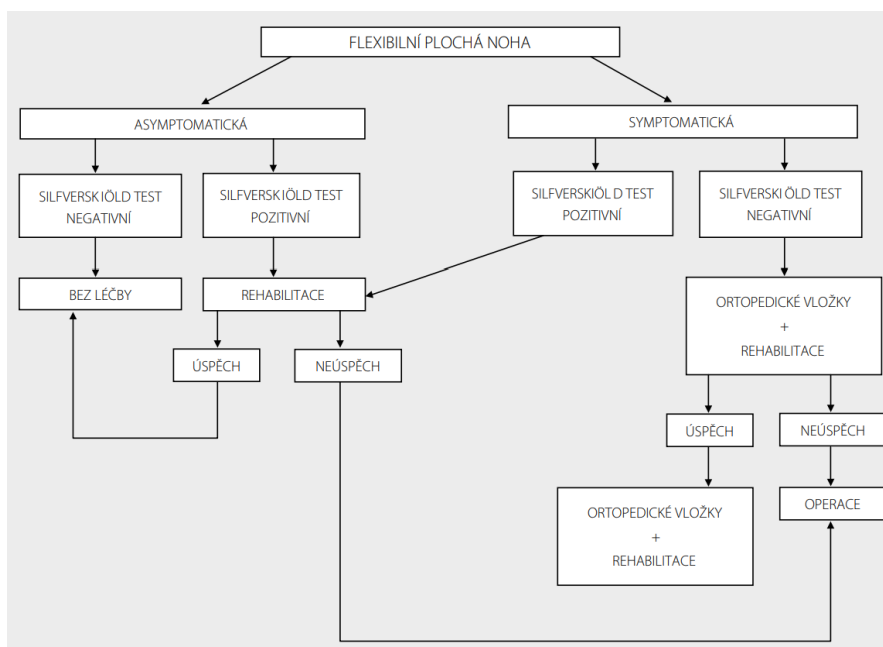 FLEXIBILNÍ PLOCHÁ NOHA
ASYMPTOMATICKÁ
SYMPTOMATICKÁ
SILFVERSKIÖLD TEST
NEGATIVNÍ
SILFVERSKIÖLD TEST
POZITIVNÍ
SILFVERSKIÖLD TEST
POZITIVNÍ
SILFVERSKIÖLD TEST
NEGATIVNÍ
BEZ LÉČBY
REHABILITACE
ORTOPEDICKÉ VLOŽKY
+
REHABILITACE
ÚSPĚCH
NEÚSPĚCH
ÚSPĚCH
NEÚSPĚCH
ORTOPEDICKÉ VLOŽKY
+
REHABILITACE
OPERACE